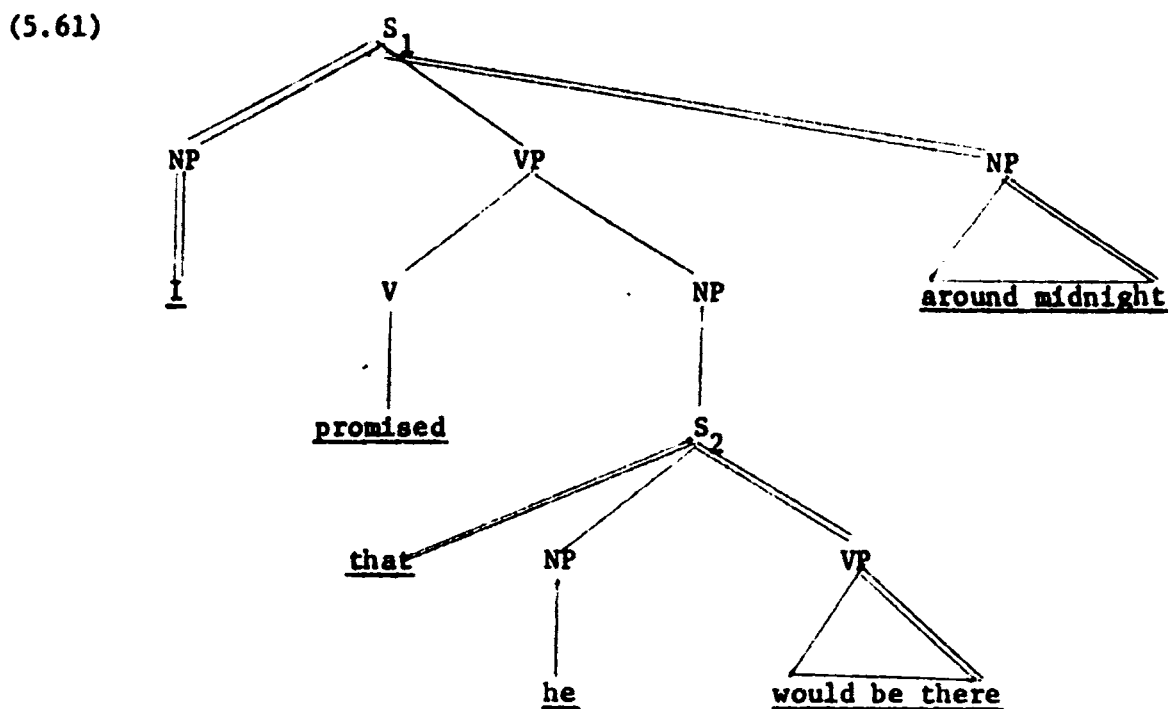 (5.61)
S1
NP VP NP
I V NP around midnight
promised S2
that NP VP
he would be there